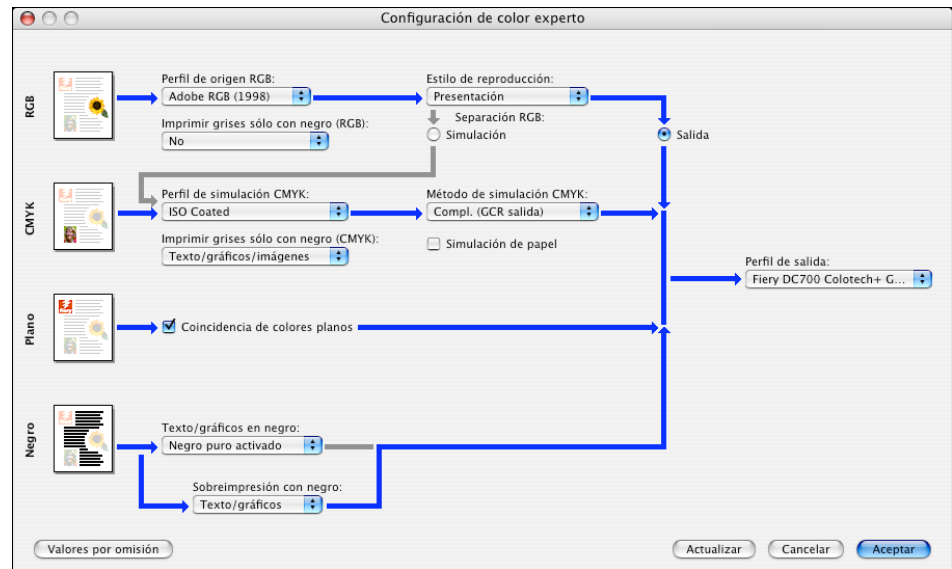 Configuración de color experto
RGB
Perfil de origen RGB:
Adobe RGB (1998)
Estilo de reproducción:
Presentación
Imprimir grises sólo con negro (RGB):
No
Separación RGB:
Simulación
Salida
CMYK
Perfil de simulación CMYK:
ISO Coated
Método de simulación CMYK:
Compl. (GCR salida)
Imprimir grises sólo con negro (CMYK):
Texto/gráficos/imágenes
Simulación de papel
Perfil de salida:
Fiery DC700 Colotech+ G...
Plano
Coincidencia de colores planos
Negro
Texto/gráficos en negro:
Negro puro activado
Sobreimpresión con negro:
Texto/gráficos
Valores por omisión
Actualizar
Cancelar
Aceptar